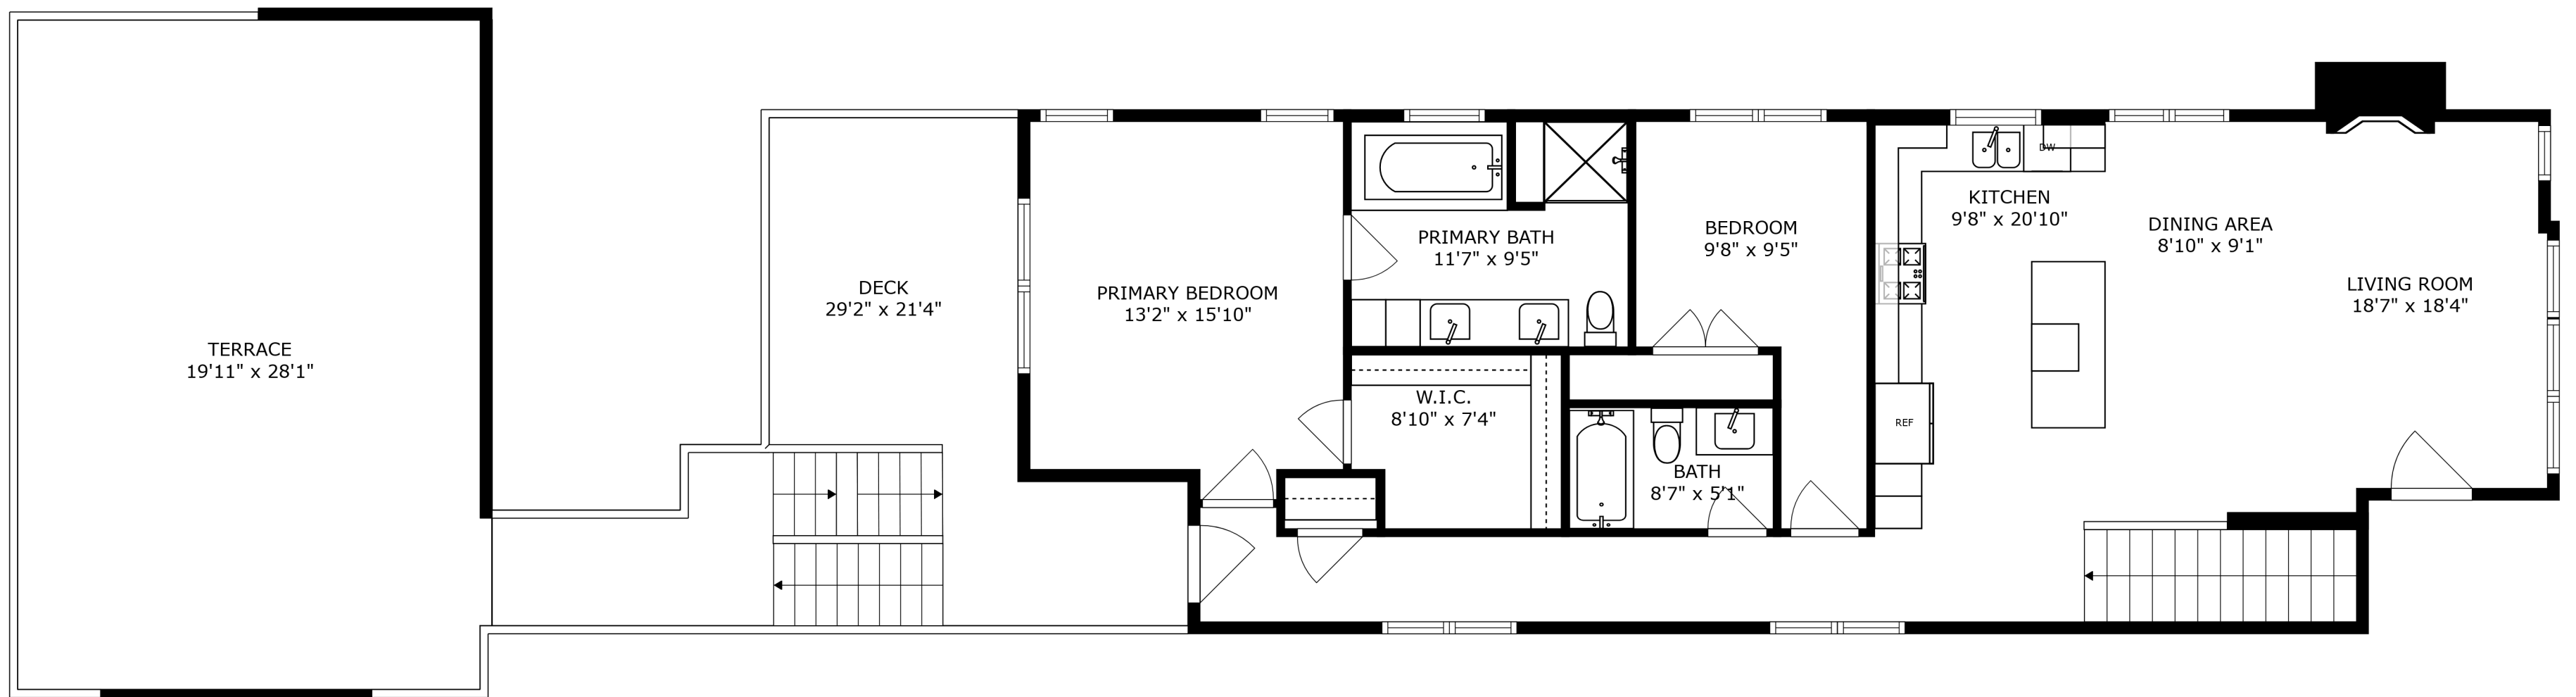 TERRACE
19'11" x 28'1"
DECK
29'2" x 21'4"
PRIMARY BEDROOM
13'2" x 15'10"
PRIMARY BATH
11'7" x 9'5"
W.I.C.
8'10" x 7'4"
BATH
8'7" x 5'1"
BEDROOM
9'8" x 9'5"
DW
KITCHEN
9'8" x 20'10"
REF
DINING AREA
8'10" x 9'1"
LIVING ROOM
18'7" x 18'4"